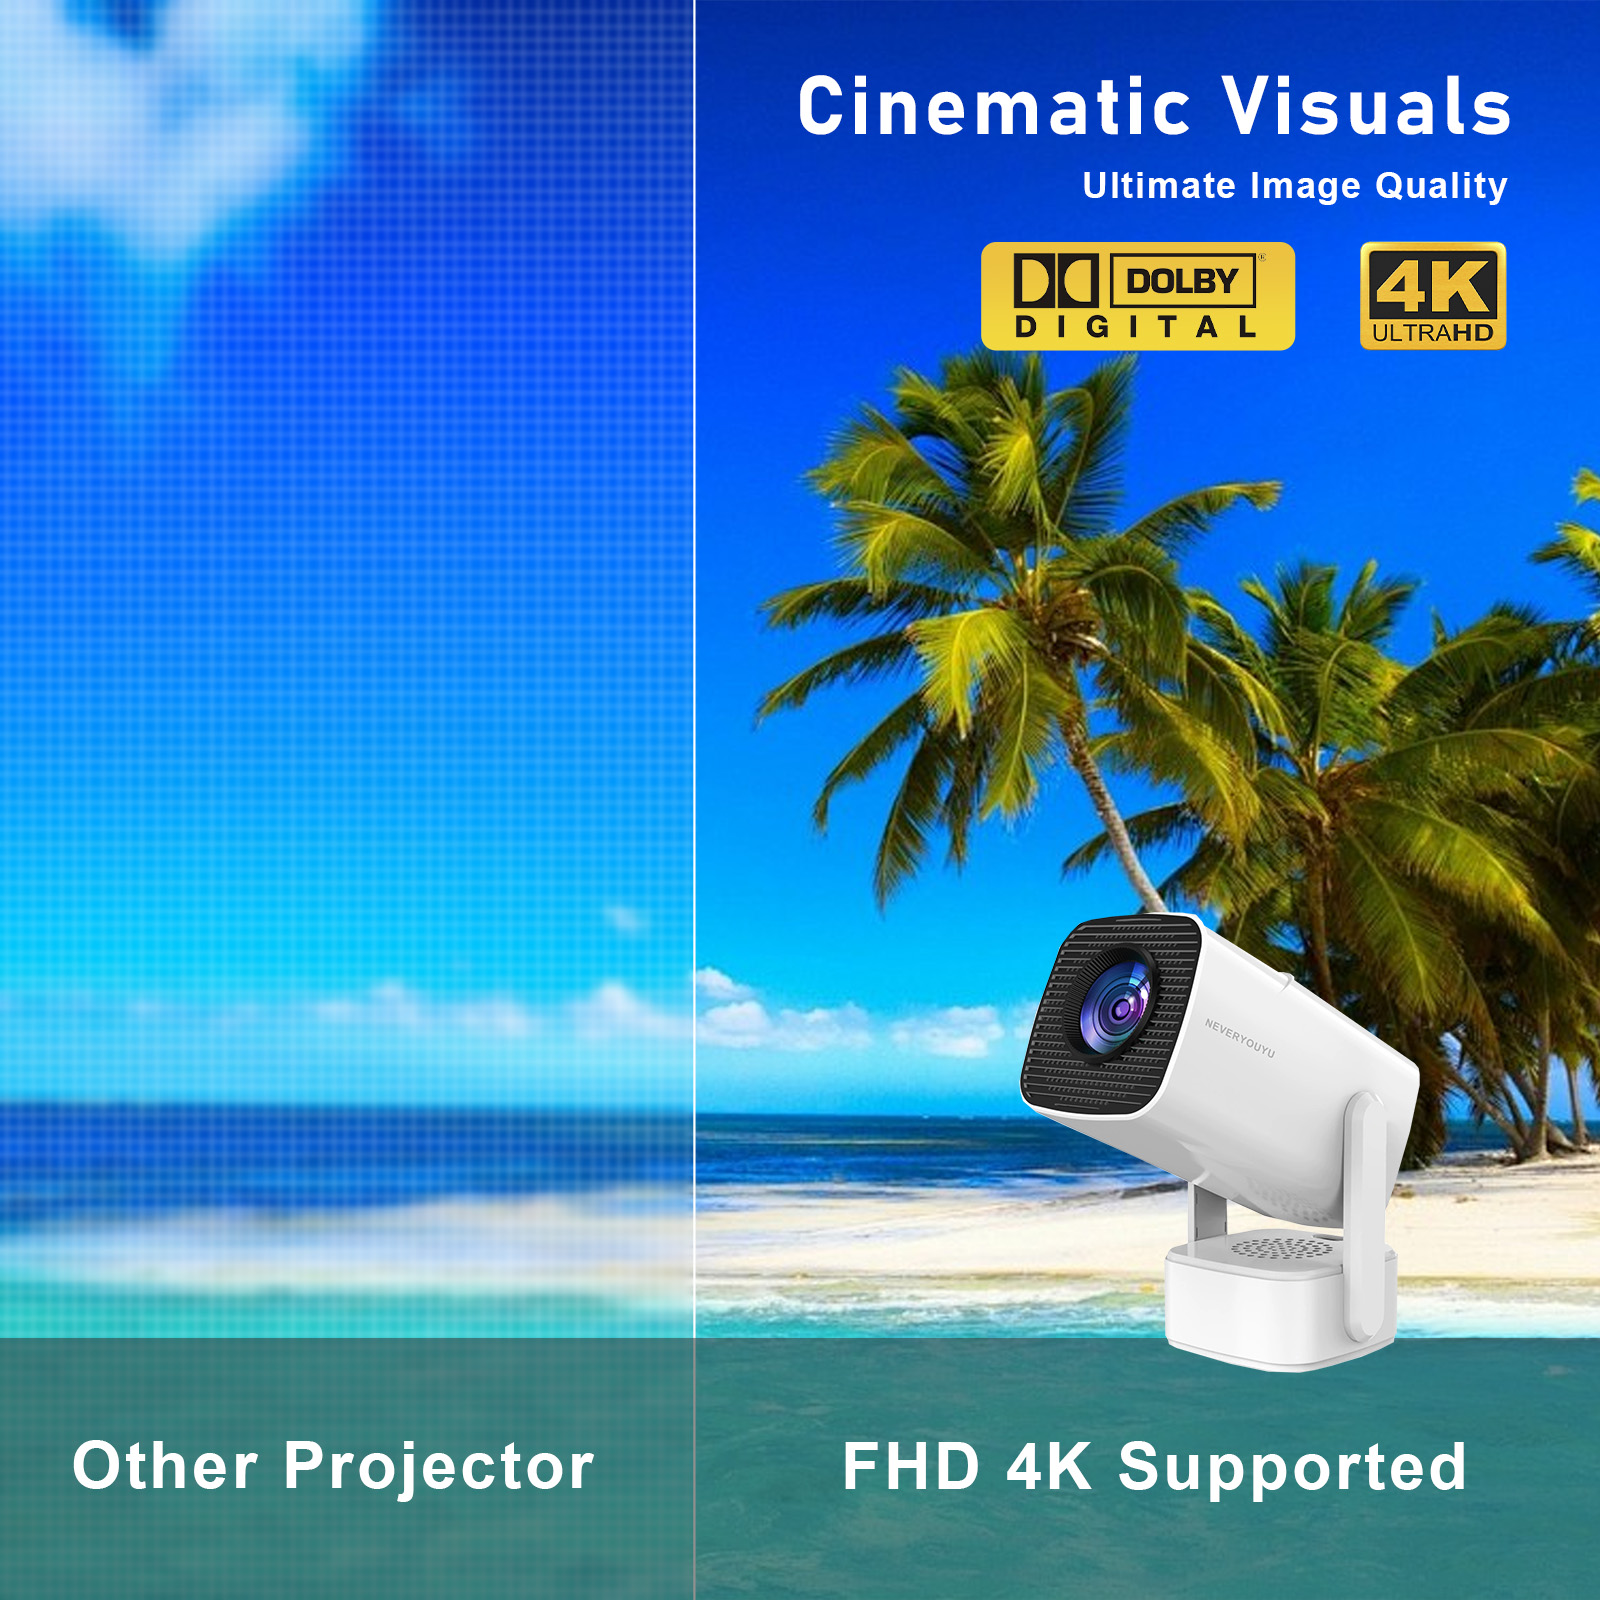 Cinematic Visuals
Ultimate Image Quality
DOLBY
DIGITAL
4K
ULTRAHD
NEVERYOUYU
Other Projector
FHD 4K Supported